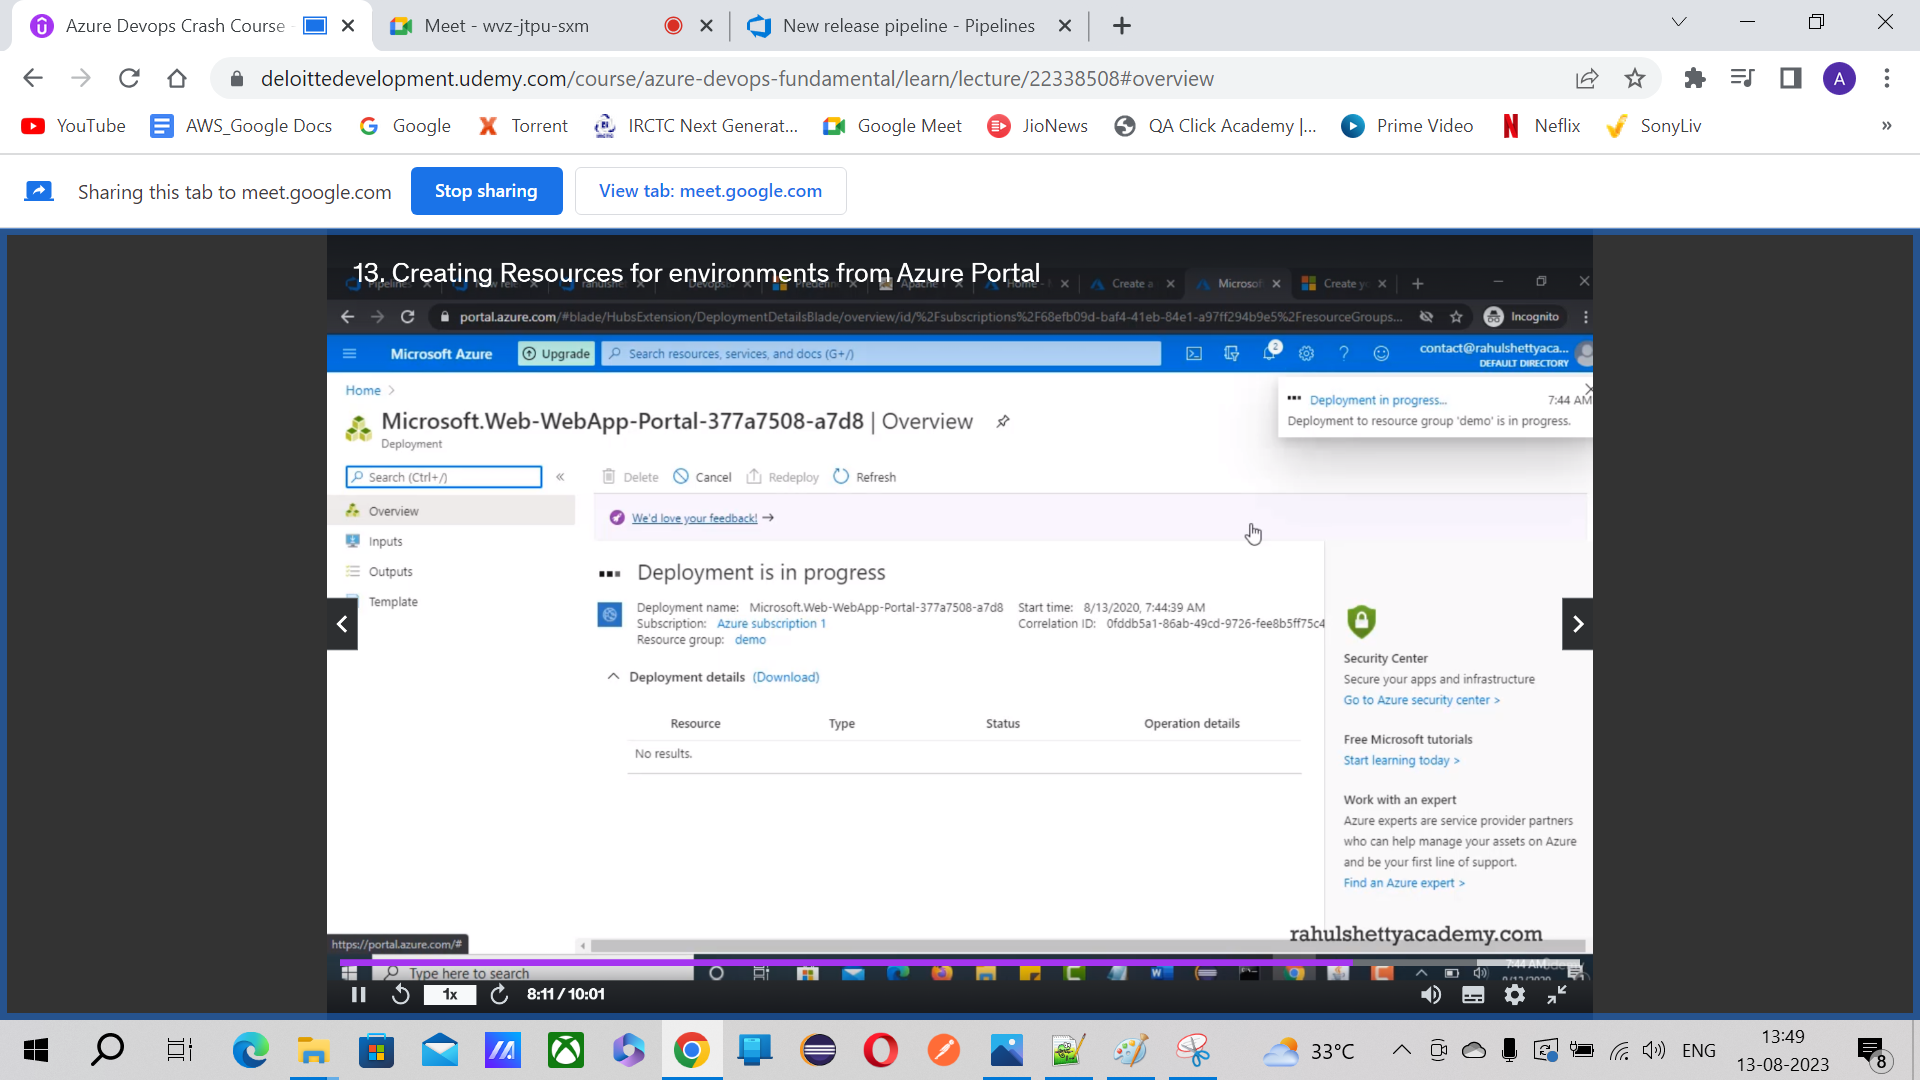 Azure Devops Crash Course
Meet - wvz-jtpu-sxm
New release pipeline - Pipelines
deloittedevelopment.udemy.com/course/azure-devops-fundamental/learn/lecture/22338508#overview
A
YouTube
AWS_Google Docs
Google
Torrent
IRCTC Next Generat...
Google Meet
JioNews
QA Click Academy |...
Prime Video
Neflix
SonyLiv
»
Sharing this tab to meet.google.com
Stop sharing
View tab: meet.google.com
13. Creating Resources for environments from Azure Portal
Create a
Microsof
Create y
portal.azure.com/#blade/HubsExtension/DeploymentDetailsBlade/overview/id/%2Fsubscriptions%2F68efb09d-baf4-41eb-84e1-a97ff294b9e5%2FresourceGroups...
Incognito
Microsoft Azure
Upgrade
Search resources, services, and docs (G+/)
2
contact@rahulshettyaca...
DEFAULT DIRECTORY
Home >
Deployment in progress...
7:44 AM
Deployment to resource group 'demo' is in progress.
Microsoft.Web-WebApp-Portal-377a7508-a7d8 | Overview
Deployment
Search (Ctrl+/)
«
Delete
Cancel
Redeploy
Refresh
Overview
Inputs
Outputs
Template
We'd love your feedback! →
Deployment is in progress
Deployment name: Microsoft.Web-WebApp-Portal-377a7508-a7d8
Start time: 8/13/2020, 7:44:39 AM
Subscription: Azure subscription 1
Correlation ID: 0fddb5a1-86ab-49cd-9726-fee8b5ff75c4
Resource group: demo
Deployment details (Download)
Resource
Type
Status
Operation details
No results.
Security Center
Secure your apps and infrastructure
Go to Azure security center >
Free Microsoft tutorials
Start learning today >
Work with an expert
Azure experts are service provider partners
who can help manage your assets on Azure
and be your first line of support.
Find an Azure expert >
rahulshettyacademy.com
https://portal.azure.com/#
Type here to search
7:44 AM
1x
8:11 / 10:01
33°C
ENG
13:49
13-08-2023
8